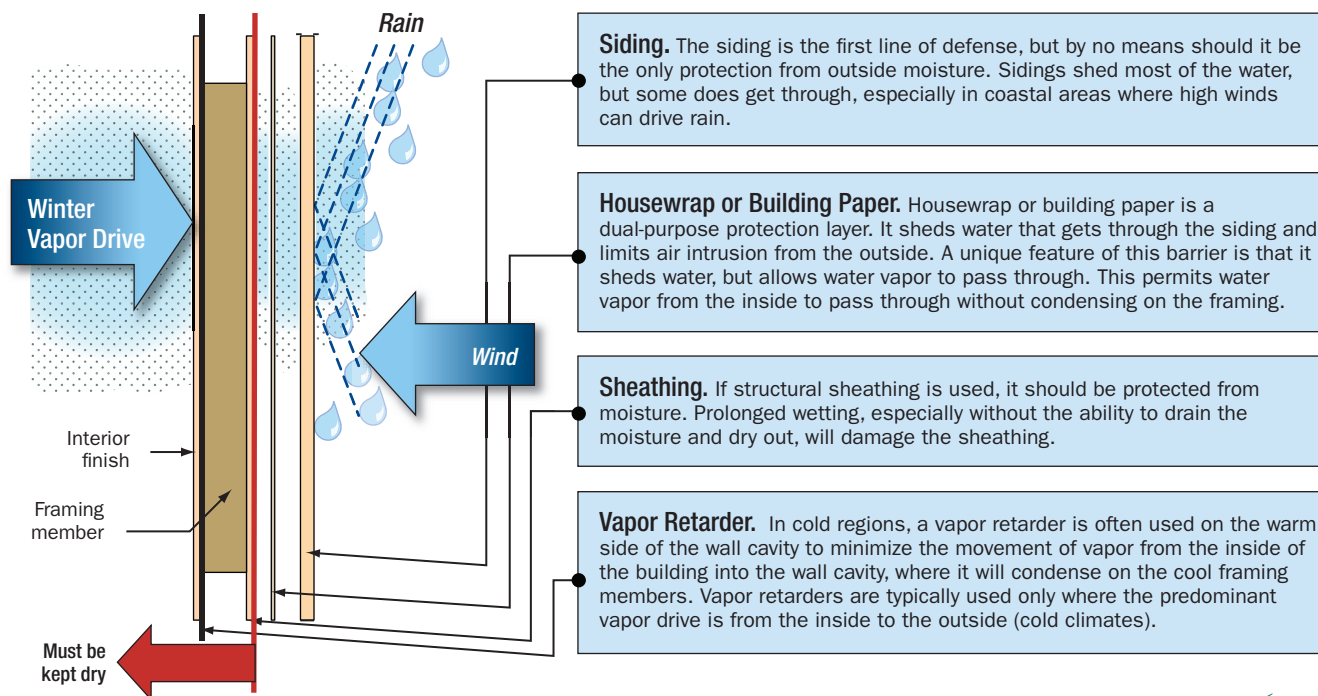 Rain
Siding. The siding is the first line of defense, but by no means should it be
the only protection from outside moisture. Sidings shed most of the water,
but some does get through, especially in coastal areas where high winds
can drive rain.
Winter
Vapor Drive
Housewrap or Building Paper. Housewrap or building paper is a
dual-purpose protection layer. It sheds water that gets through the siding and
limits air intrusion from the outside. A unique feature of this barrier is that it
sheds water, but allows water vapor to pass through. This permits water
vapor from the inside to pass through without condensing on the framing.
Wind
Sheathing. If structural sheathing is used, it should be protected from
moisture. Prolonged wetting, especially without the ability to drain the
moisture and dry out, will damage the sheathing.
Interior
finish
Framing
member
Vapor Retarder. In cold regions, a vapor retarder is often used on the warm
side of the wall cavity to minimize the movement of vapor from the inside of
the building into the wall cavity, where it will condense on the cool framing
members. Vapor retarders are typically used only where the predominant
vapor drive is from the inside to the outside (cold climates).
Must be
kept dry